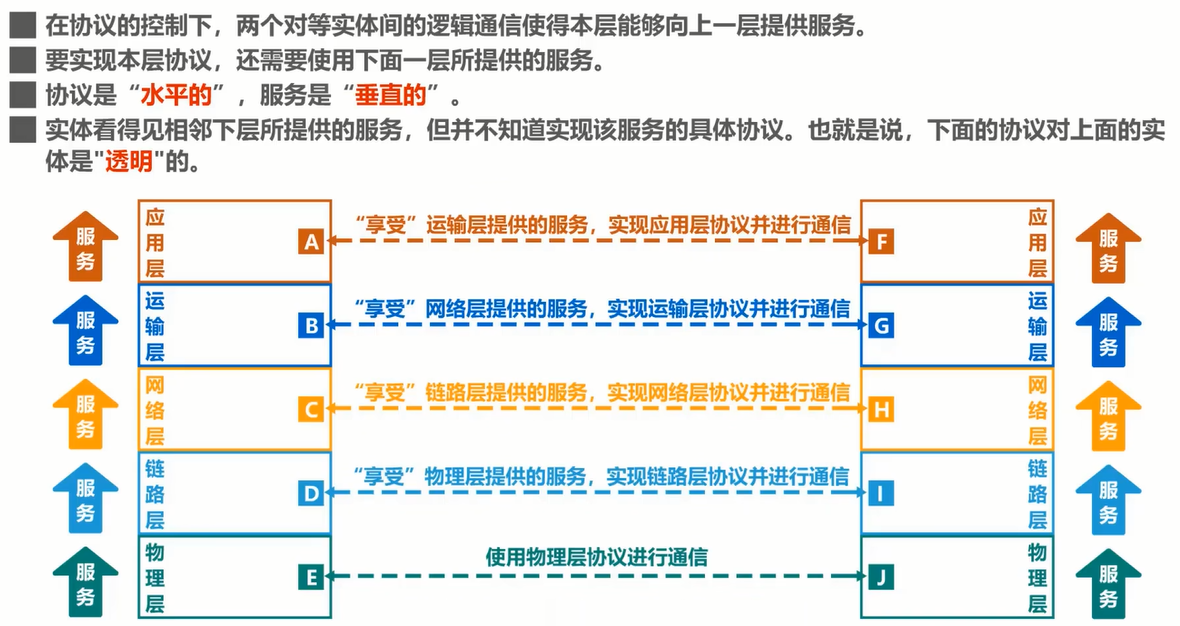 在协议的控制下，两个对等实体间的逻辑通信使得本层能够向上一层提供服务。
要实现本层协议，还需要使用下面一层所提供的服务。
协议是“水平的”，服务是“垂直的”。
实体看得见相邻下层所提供的服务，但并不知道实现该服务的具体协议。也就是说，下面的协议对上面的实
体是"透明"的。
服务
应用层
A
“享受”运输层提供的服务，实现应用层协议并进行通信
F
应用层
服务
服务
运输层
B
“享受”网络层提供的服务，实现运输层协议并进行通信
G
运输层
服务
服务
网络层
C
“享受”链路层提供的服务，实现网络层协议并进行通信
H
网络层
服务
服务
链路层
D
“享受”物理层提供的服务，实现链路层协议并进行通信
I
链路层
服务
服务
物理层
E
使用物理层协议进行通信
J
物理层
服务